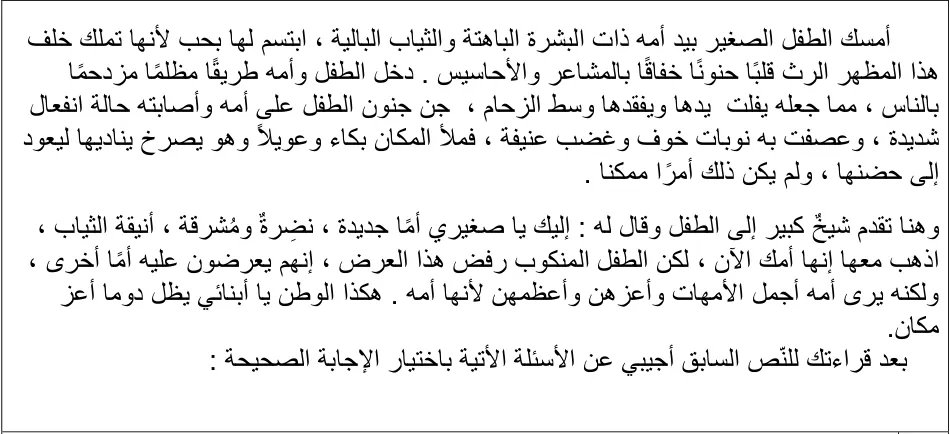 أمسك الطفل الصغير بيد أمه ذات البشرة الباهتة والثياب البالية ، ابتسم لها بحب لأنها تملك خلف
هذا المظهر الرث قلبًا حنونًا خفاقًا بالمشاعر والأحاسيس . دخل الطفل وأمه طريقًا مظلمًا مزدحمًا
بالناس ، مما جعله يفلت يدها ويفقدها وسط الزحام ، جن جنون الطفل على أمه وأصابته حالة انفعال
شديدة ، وعصفت به نوبات خوف وغضب عنيفة ، فملأ المكان بكاء وعويلاً وهو يصرخ يناديها ليعود
إلى حضنها ، ولم يكن ذلك أمرًا ممكنا .
وهنا تقدم شيخٌ كبير إلى الطفل وقال له : إليك يا صغيري أمًا جديدة ، نضِرةٌ ومُشرقة ، أنيقة الثياب ،
اذهب معها إنها أمك الآن ، لكن الطفل المنكوب رفض هذا العرض ، إنهم يعرضون عليه أمًا أخرى ،
ولكنه يرى أمه أجمل الأمهات وأعزهن وأعظمهن لأنها أمه . هكذا الوطن يا أبنائي يظل دوما أعز
مكان.
بعد قراءتك للنّص السابق أجيبي عن الأسئلة الأتية باختيار الإجابة الصحيحة :